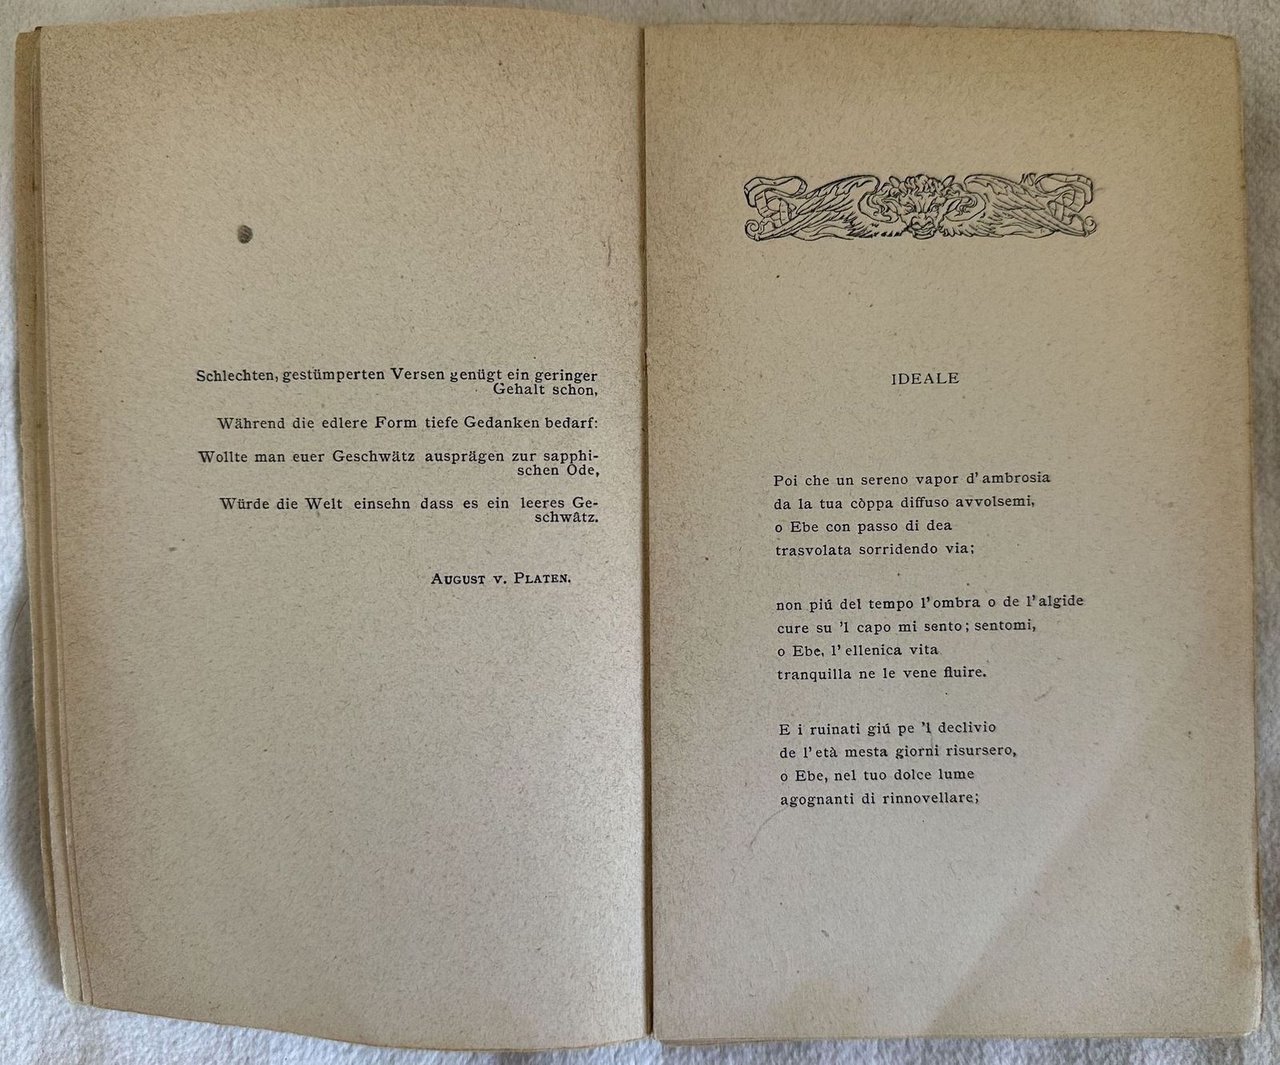 Schlechten, gestümperten Versen genügt ein geringer
Gehalt schon,
Während die edlere Form tiefe Gedanken bedarf:
Wollte man euer Geschwätz ausprägen zur sapphi-
schen Ode,
Würde die Welt einsehn dass es ein leeres Ge-
schwätz.
August v. Platen.
IDEALE
Poi che un sereno vapor d'ambrosia
da la tua còppa diffuso avvolsemi,
o Ebe con passo di dea
trasvolata sorridendo via;
non piú del tempo l'ombra o de l'algide
cure su 'l capo mi sento; sentomi,
o Ebe, l'ellenica vita
tranquilla ne le vene fluire.
E i ruinati giú pe 'l declivio
de l'età mesta giorni risursero,
o Ebe, nel tuo dolce lume
agognanti di rinnovellare;